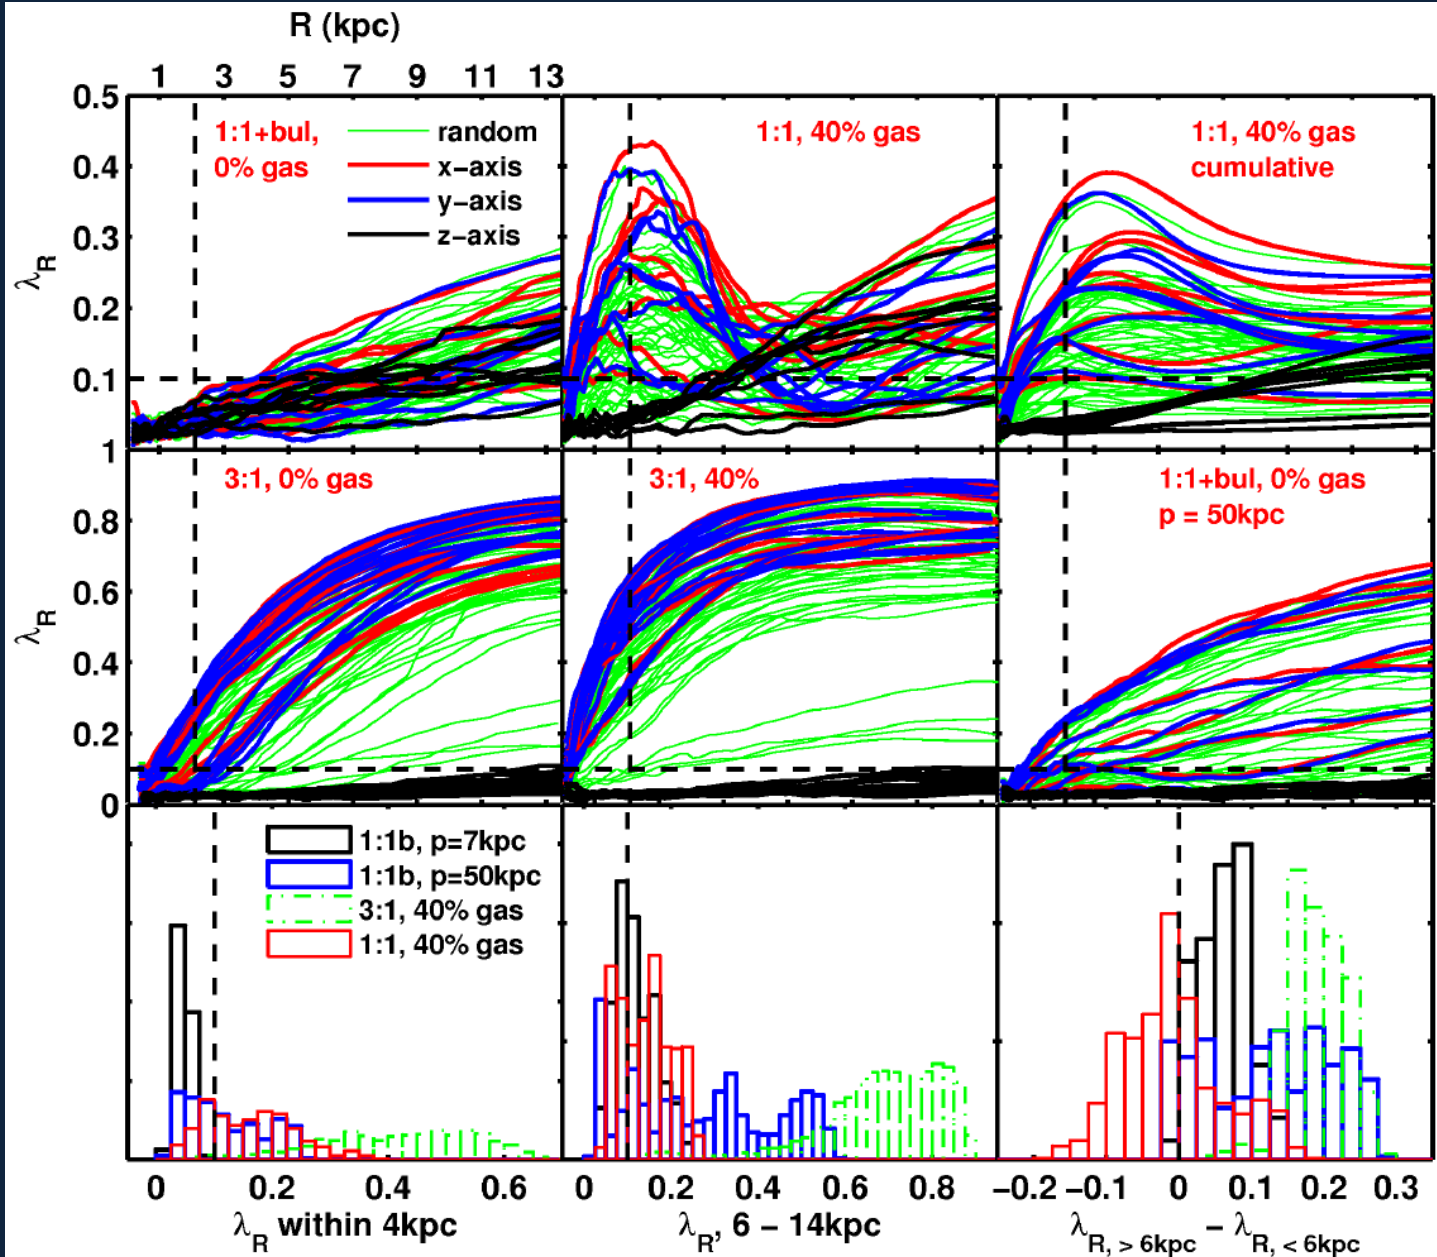 R (kpc)
1 3 5 7 9 11 13
0.5
0.4
0.3
0.2
0.1
λR
1:1+bul,
0% gas
random
x-axis
y-axis
z-axis
1:1, 40% gas
1:1, 40% gas
cumulative
1
0.8
0.6
0.4
0.2
0
λR
3:1, 0% gas
3:1, 40%
1:1+bul, 0% gas
p = 50kpc
1:1b, p=7kpc
1:1b, p=50kpc
3:1, 40% gas
1:1, 40% gas
0 0.2 0.4 0.6
λR within 4kpc
0 0.2 0.4 0.6 0.8
λR, 6 - 14kpc
-0.2 -0.1 0 0.1 0.2 0.3
λR, > 6kpc - λR, < 6kpc